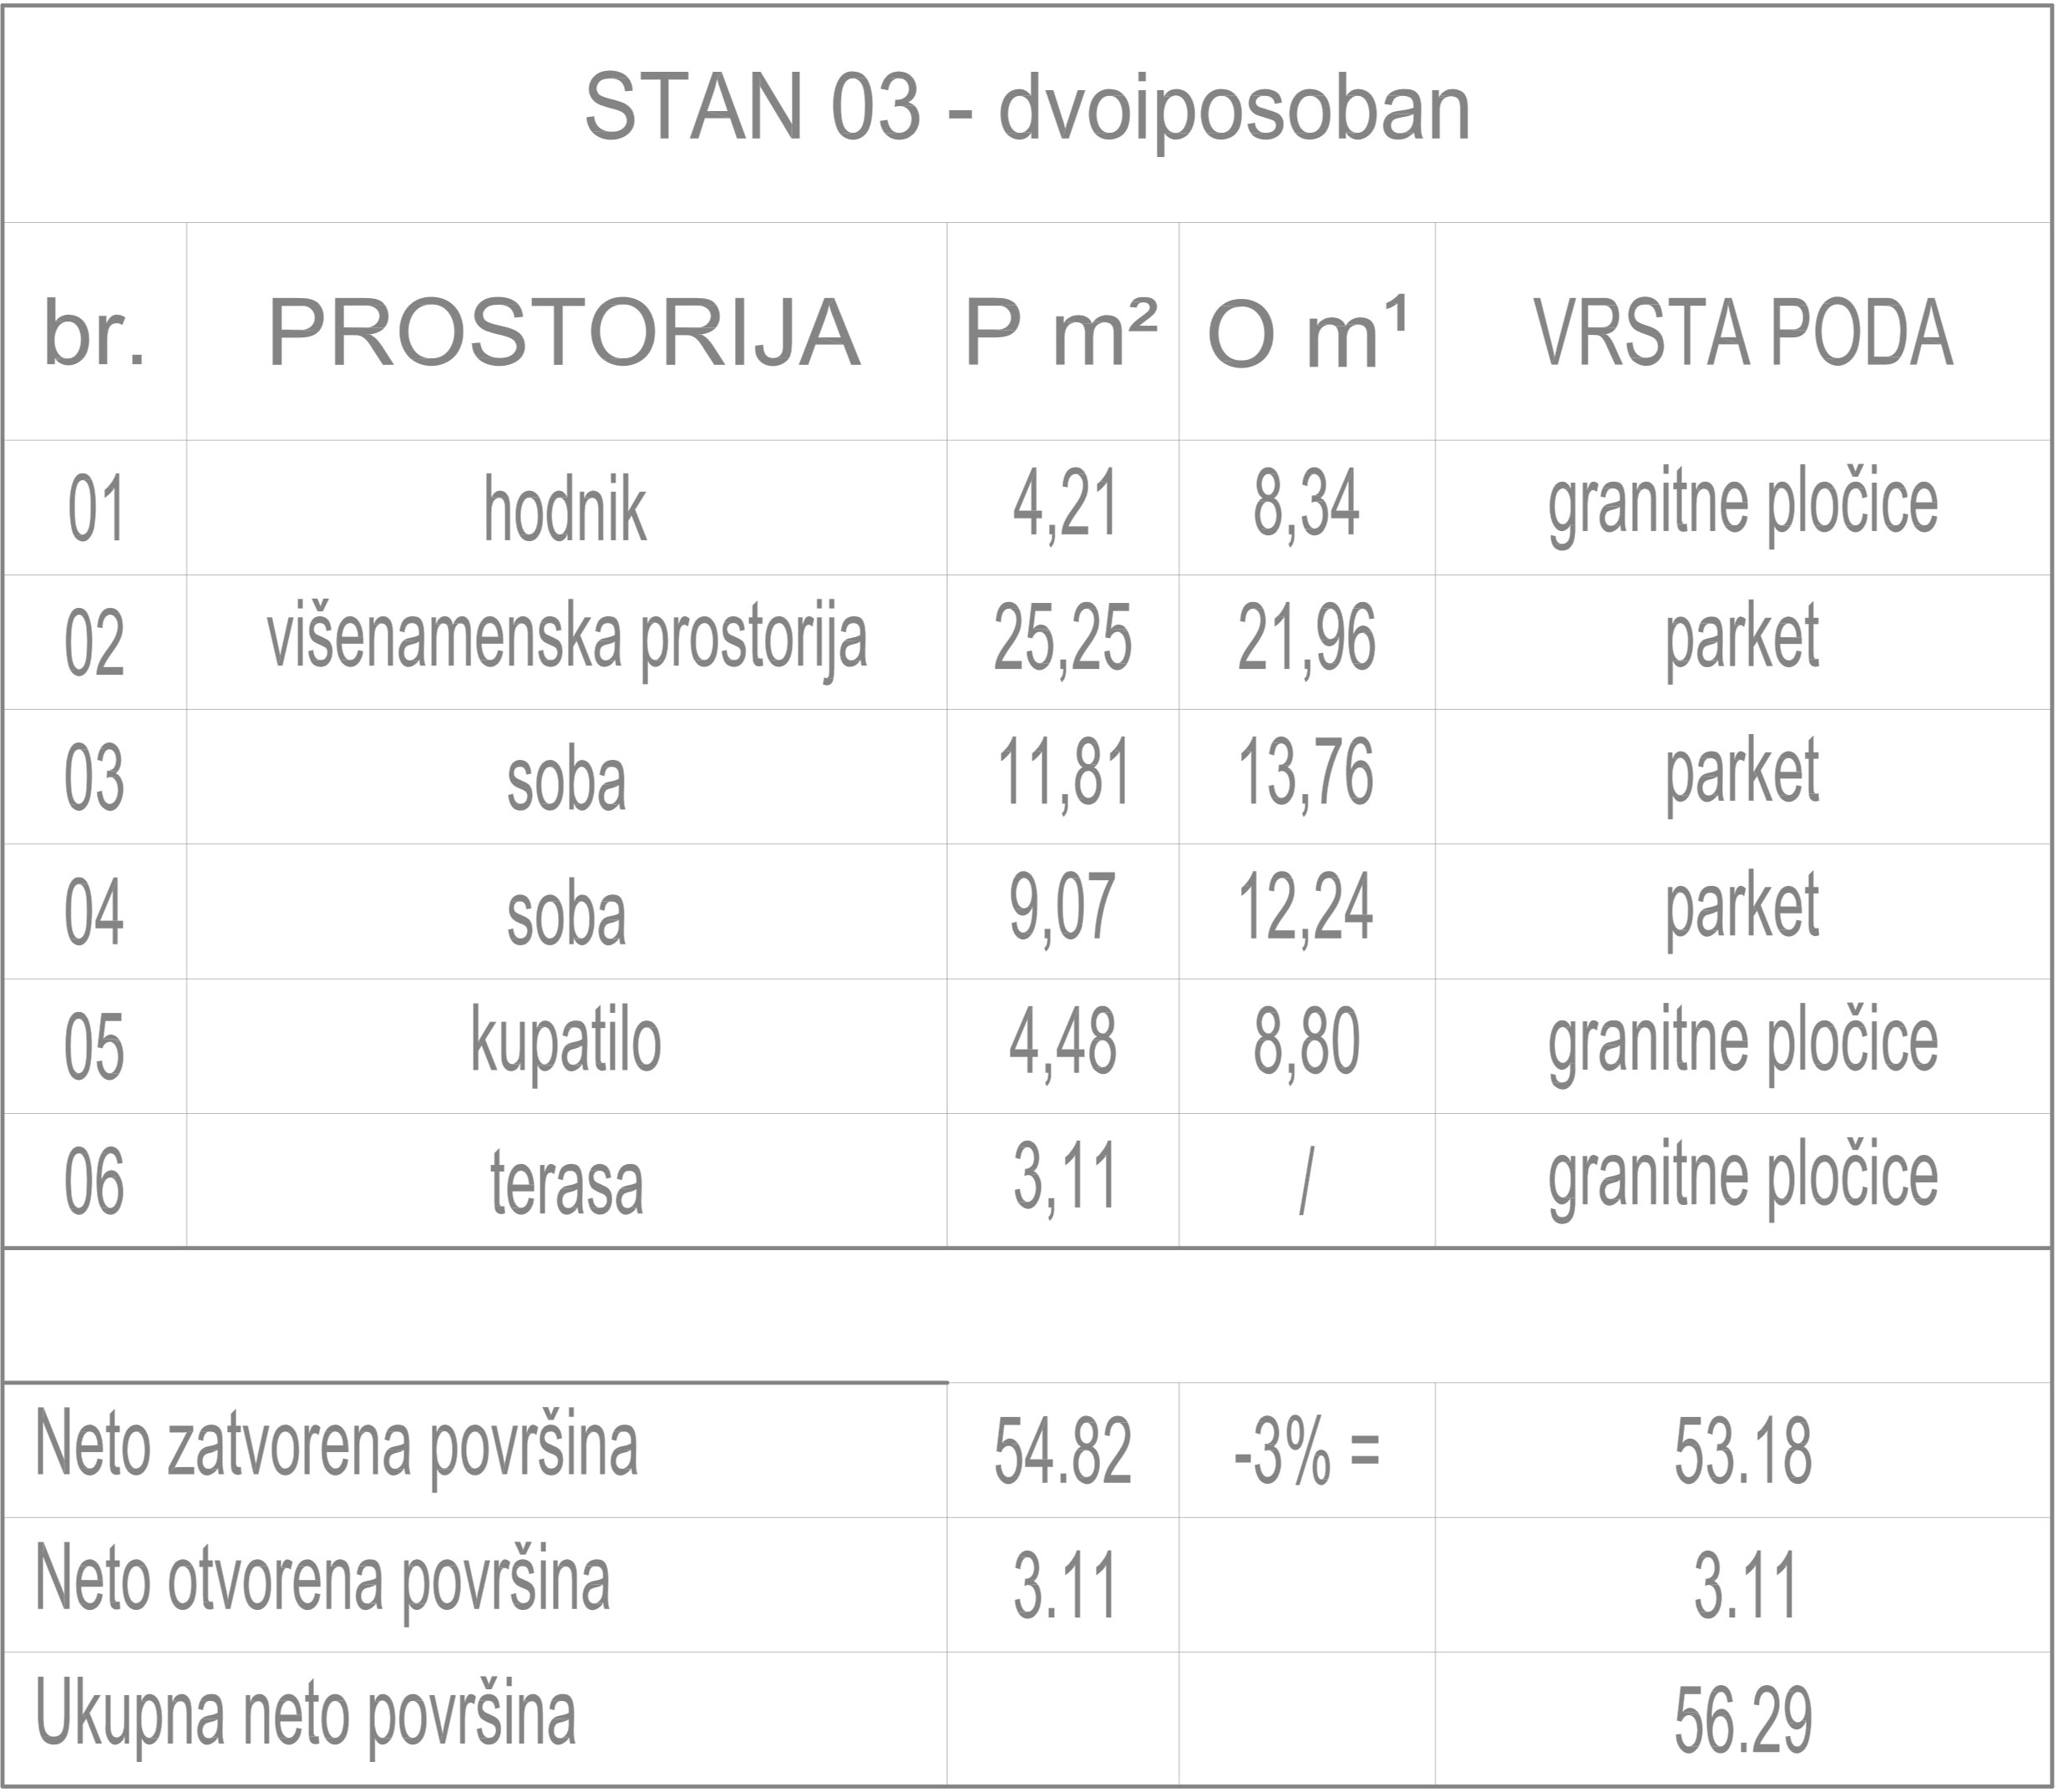 STAN 03 - dvoiposoban
br. PROSTORIJA P m² O m¹ VRSTA PODA
01 hodnik 4,21 8,34 granitne pločice
02 višenamenska prostorija 25,25 21,96 parket
03 soba 11,81 13,76 parket
04 soba 9,07 12,24 parket
05 kupatilo 4,48 8,80 granitne pločice
06 terasa 3,11 / granitne pločice
Neto zatvorena površina 54.82 -3% = 53.18
Neto otvorena površina 3.11 3.11
Ukupna neto površina 56.29